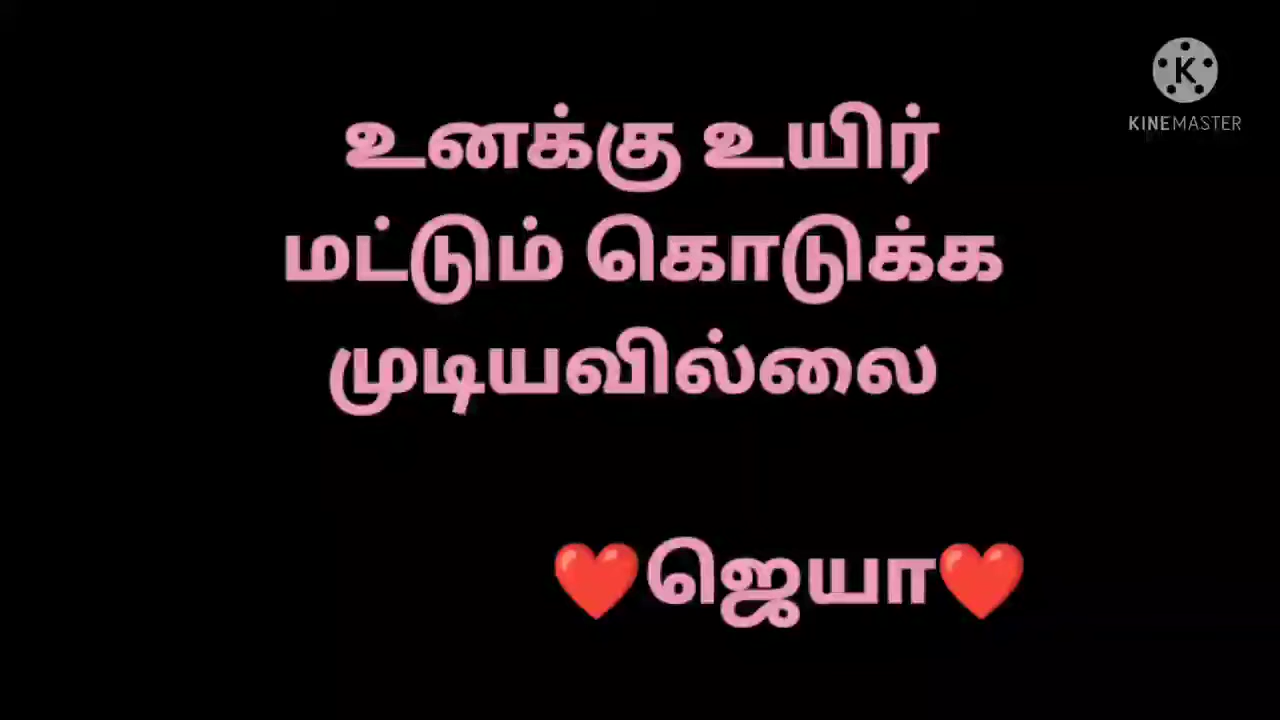 KINEMASTER
உனக்கு உயிர்
மட்டும் கொடுக்க
முடியவில்லை
❤️ஜெயா❤️